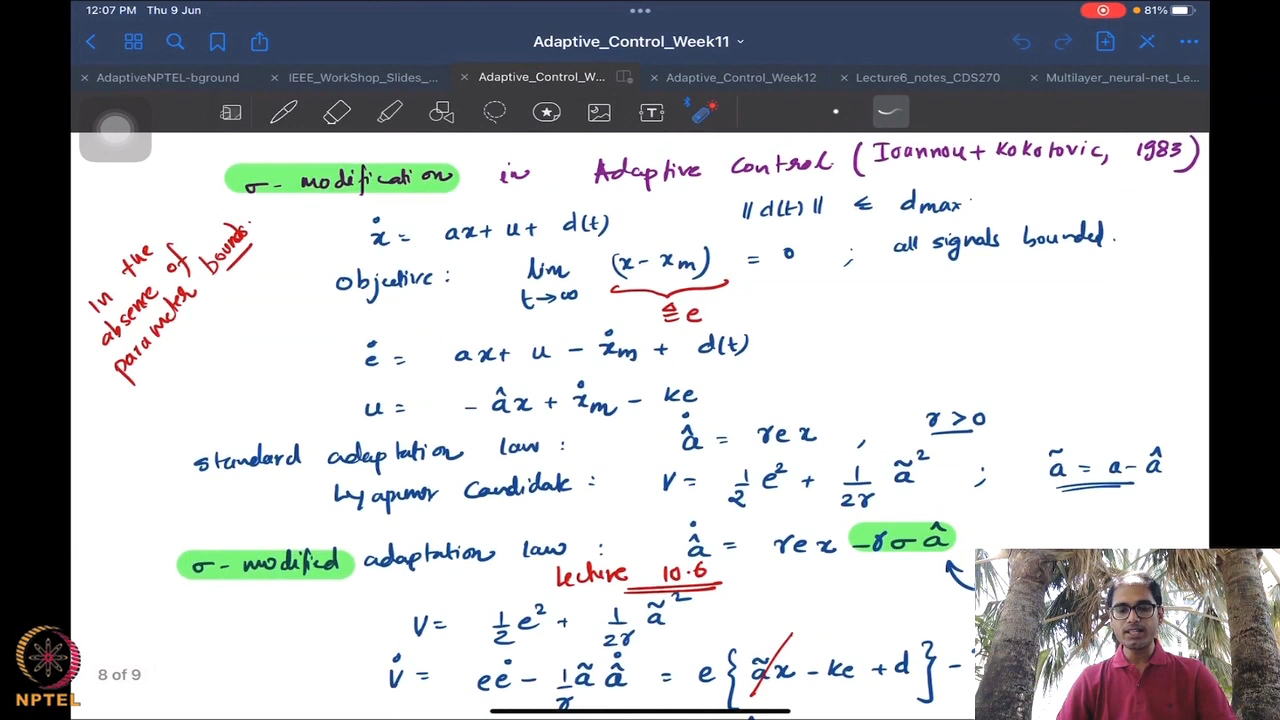 12:07 PM Thu 9 Jun
81%
Adaptive_Control_Week11
AdaptiveNPTEL-bground
IEEE_WorkShop_Slides_...
Adaptive_Control_W...
Adaptive_Control_Week12
Lecture6_notes_CDS270
Multilayer_neural-net_Le...
σ- modification in Adaptive Control (Ioannou + Kokotovic, 1983)
In the absense of parameter bounds.
ẋ = ax + u + d(t) ‖d(t)‖ ≤ dmax.
Objective : lim t→∞ (x - xm) = 0 ; all signals bounded.
≜ e
ė = ax + u - ẋm + d(t)
u = - âx + ẋm - ke
standard adaptation law : â̇ = γex , γ > 0
Lyapunov Candidate : V = 1/2 e² + 1/2γ ã² ; ã = a - â
σ- modified adaptation law : â̇ = γex - γσâ
Lecture 10.6
V = 1/2 e² + 1/2γ ã²
V̇ = eė - 1/γ ã â̇ = e { ãx - ke + d } -
8 of 9
NPTEL